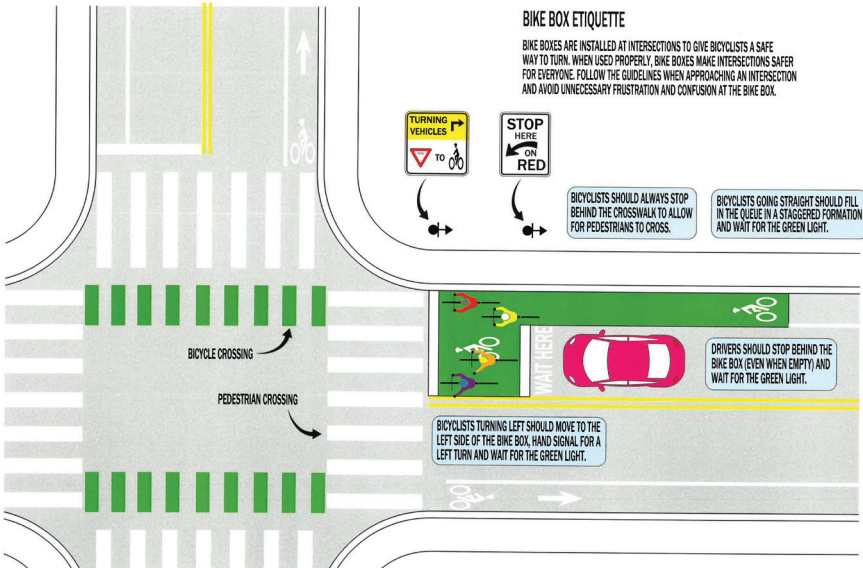 BIKE BOX ETIQUETTE
BIKE BOXES ARE INSTALLED AT INTERSECTIONS TO GIVE BICYCLISTS A SAFE
WAY TO TURN. WHEN USED PROPERLY, BIKE BOXES MAKE INTERSECTIONS SAFER
FOR EVERYONE. FOLLOW THE GUIDELINES WHEN APPROACHING AN INTERSECTION
AND AVOID UNNECESSARY FRUSTRATION AND CONFUSION AT THE BIKE BOX.
TURNING
VEHICLES
TO
STOP
HERE
ON
RED
BICYCLISTS SHOULD ALWAYS STOP
BEHIND THE CROSSWALK TO ALLOW
FOR PEDESTRIANS TO CROSS.
BICYCLISTS GOING STRAIGHT SHOULD FILL
IN THE QUEUE IN A STAGGERED FORMATION
AND WAIT FOR THE GREEN LIGHT.
BICYCLE CROSSING
WAIT HERE
DRIVERS SHOULD STOP BEHIND THE
BIKE BOX (EVEN WHEN EMPTY) AND
WAIT FOR THE GREEN LIGHT.
PEDESTRIAN CROSSING
BICYCLISTS TURNING LEFT SHOULD MOVE TO THE
LEFT SIDE OF THE BIKE BOX, HAND SIGNAL FOR A
LEFT TURN AND WAIT FOR THE GREEN LIGHT.